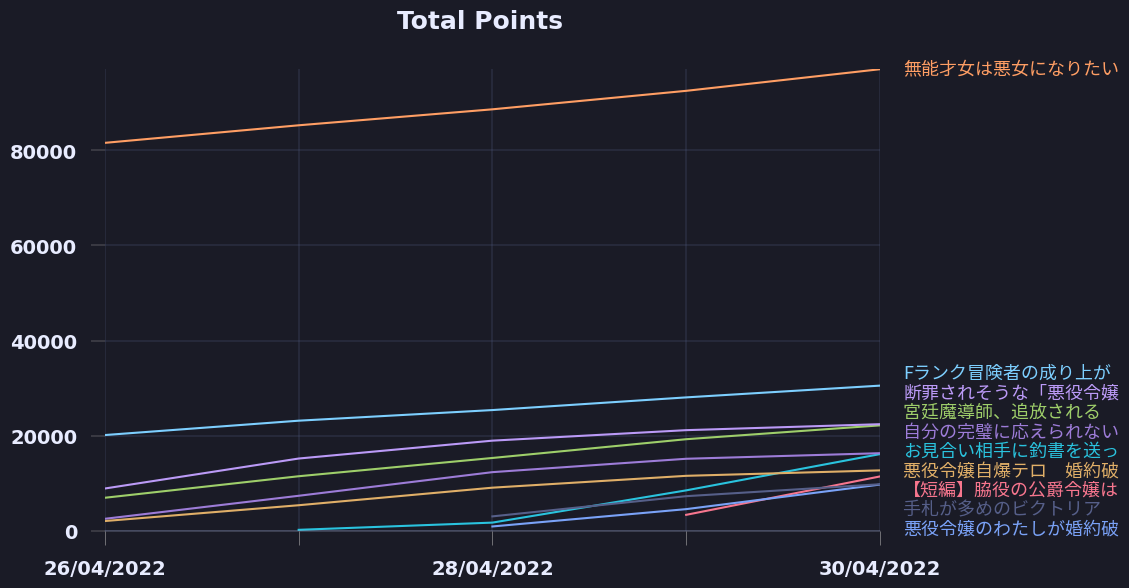 Total Points
80000
60000
40000
20000
0
26/04/2022
28/04/2022
30/04/2022
無能才女は悪女になりたい
Fランク冒険者の成り上が
断罪されそうな「悪役令嬢
宮廷魔導師、追放される
自分の完璧に応えられない
お見合い相手に釣書を送っ
悪役令嬢自爆テロ　婚約破
【短編】脇役の公爵令嬢は
手札が多めのビクトリア
悪役令嬢のわたしが婚約破